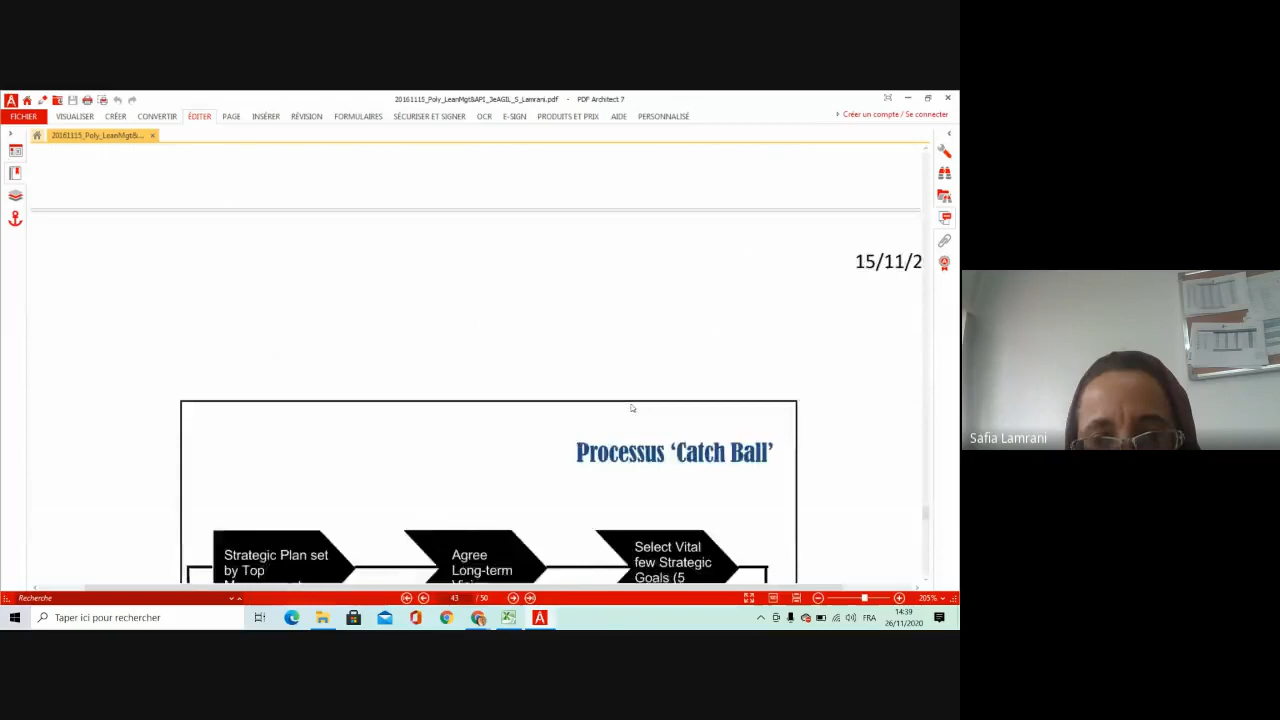 20161115_Poly_LeanMgt&API_3eAGIL_S_Lamrani.pdf - PDF Architect 7
FICHIER VISUALISER CRÉER CONVERTIR ÉDITER PAGE INSÉRER RÉVISION FORMULAIRES SÉCURISER ET SIGNER OCR E-SIGN PRODUITS ET PRIX AIDE PERSONNALISÉ
Créer un compte / Se connecter
20161115_Poly_LeanMgt&...
15/11/2
Processus ‘Catch Ball’
Strategic Plan set
by Top
Agree
Long-term
Select Vital
few Strategic
Goals (5
Safia Lamrani
Recherche
43 / 50
205%
Taper ici pour rechercher
FRA
14:39
26/11/2020